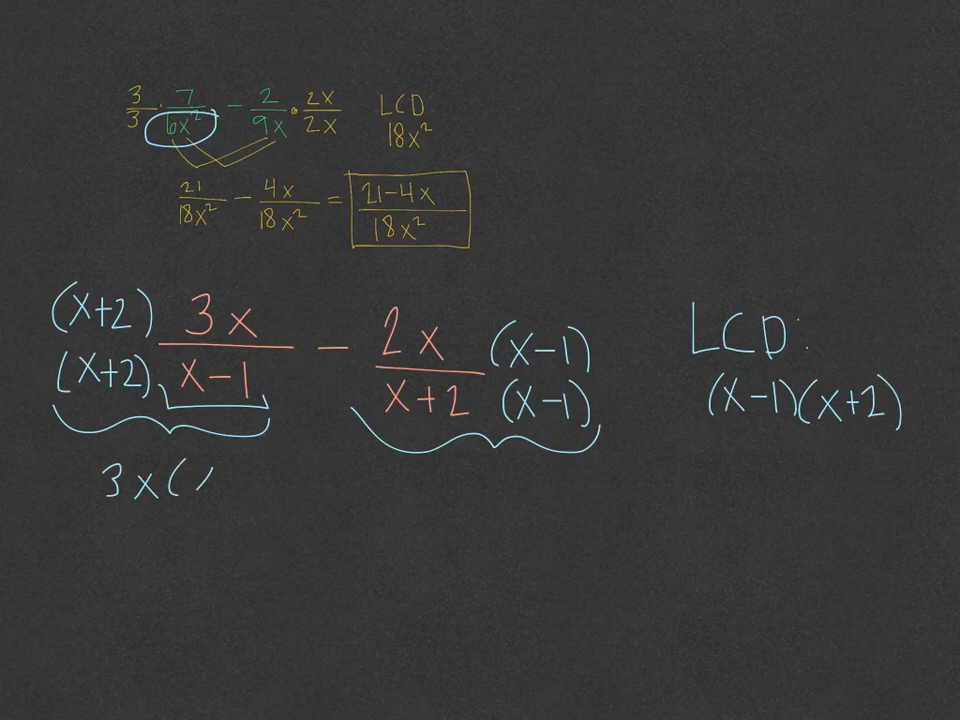 3/3 · 7/6x² - 2/9x · 2x/2x LCD: 18x²
21/18x² - 4x/18x² = 21-4x/18x²
(x+2) 3x / (x+2) x-1 - 2x (x-1) / x+2 (x-1) LCD: (x-1)(x+2)
3x(